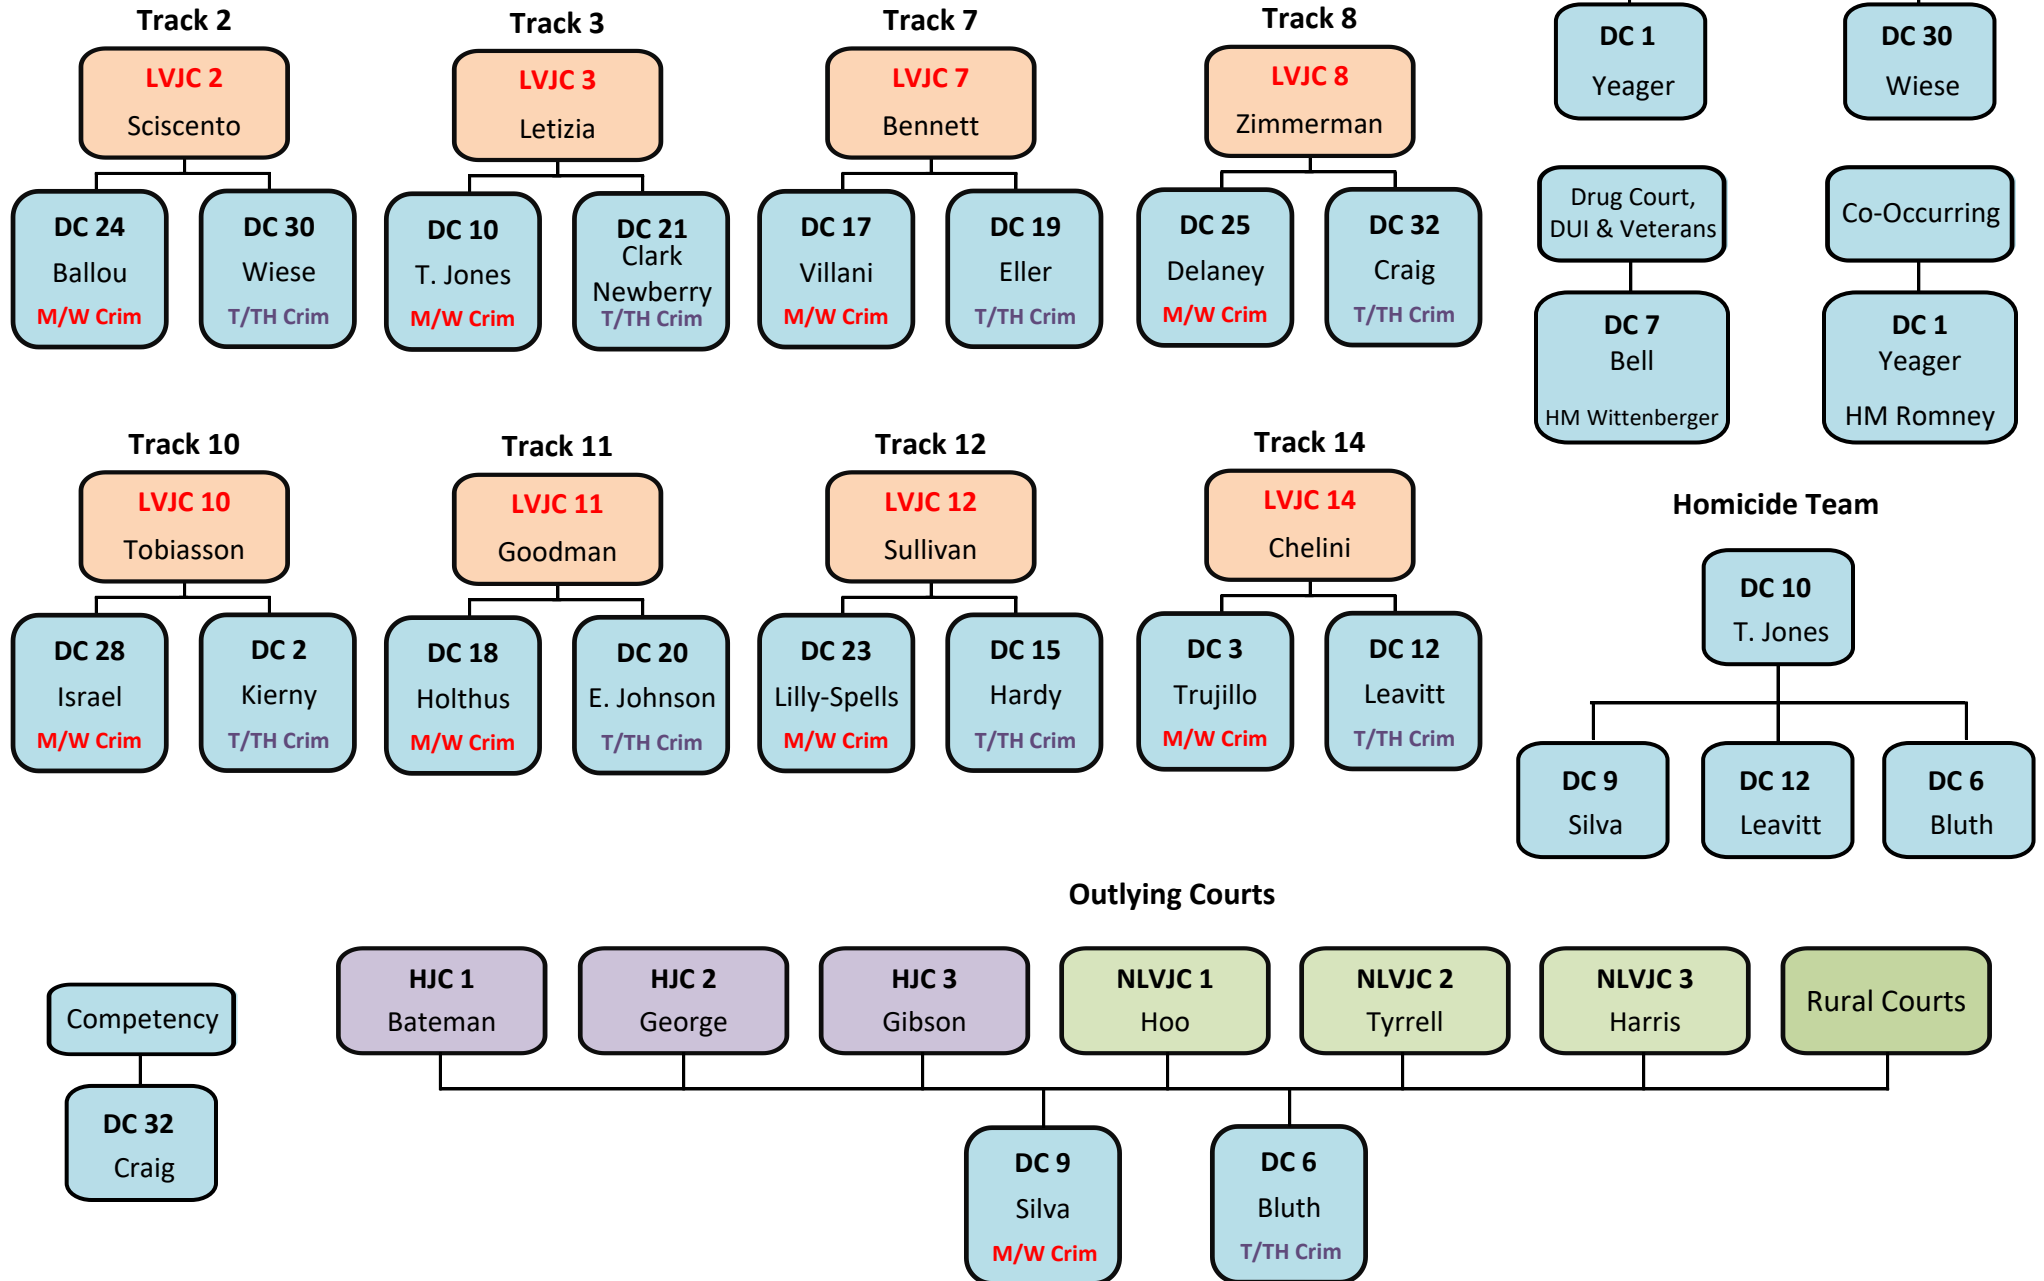 Track 2
LVJC 2
Sciscento
DC 24
Ballou
M/W Crim
DC 30
Wiese
T/TH Crim
Track 3
LVJC 3
Letizia
DC 10
T. Jones
M/W Crim
DC 21
Clark
Newberry
T/TH Crim
Track 7
LVJC 7
Bennett
DC 17
Villani
M/W Crim
DC 19
Eller
T/TH Crim
Track 8
LVJC 8
Zimmerman
DC 25
Delaney
M/W Crim
DC 32
Craig
T/TH Crim
DC 1
Yeager
DC 30
Wiese
Drug Court,
DUI & Veterans
DC 7
Bell
HM Wittenberger
Co-Occurring
DC 1
Yeager
HM Romney
Track 10
LVJC 10
Tobiasson
DC 28
Israel
M/W Crim
DC 2
Kierny
T/TH Crim
Track 11
LVJC 11
Goodman
DC 18
Holthus
M/W Crim
DC 20
E. Johnson
T/TH Crim
Track 12
LVJC 12
Sullivan
DC 23
Lilly-Spells
M/W Crim
DC 15
Hardy
T/TH Crim
Track 14
LVJC 14
Chelini
DC 3
Trujillo
M/W Crim
DC 12
Leavitt
T/TH Crim
Homicide Team
DC 10
T. Jones
DC 9
Silva
DC 12
Leavitt
DC 6
Bluth
Outlying Courts
Competency
DC 32
Craig
HJC 1
Bateman
HJC 2
George
HJC 3
Gibson
NLVJC 1
Hoo
NLVJC 2
Tyrrell
NLVJC 3
Harris
Rural Courts
DC 9
Silva
M/W Crim
DC 6
Bluth
T/TH Crim